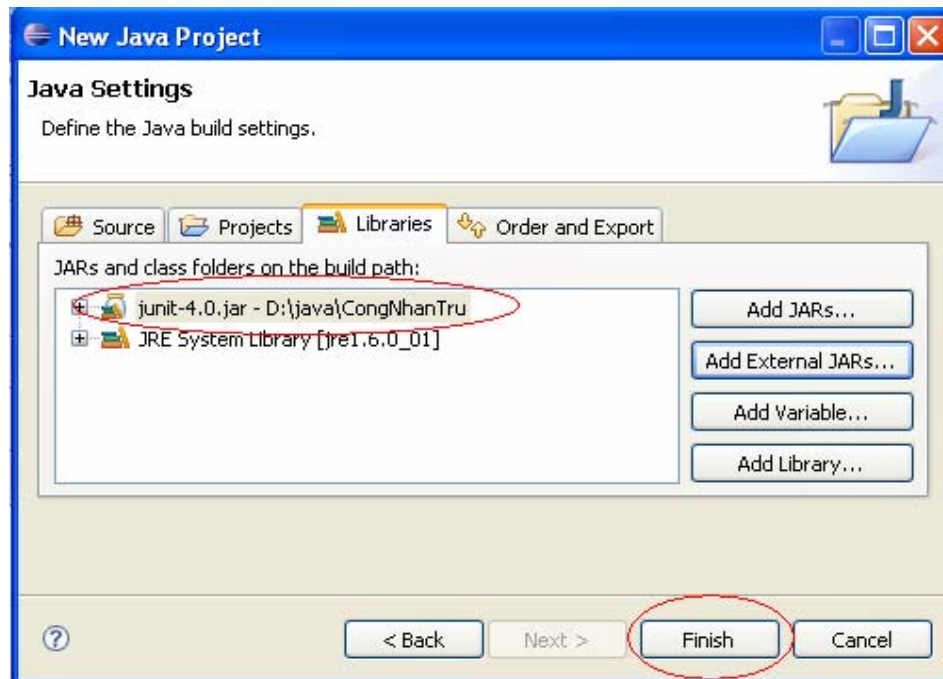 New Java Project
Java Settings
Define the Java build settings.
Source Projects Libraries Order and Export
JARs and class folders on the build path:
junit-4.0.jar - D:\java\CongNhanTru
JRE System Library [jre1.6.0_01]
Add JARs...
Add External JARs...
Add Variable...
Add Library...
? < Back Next > Finish Cancel